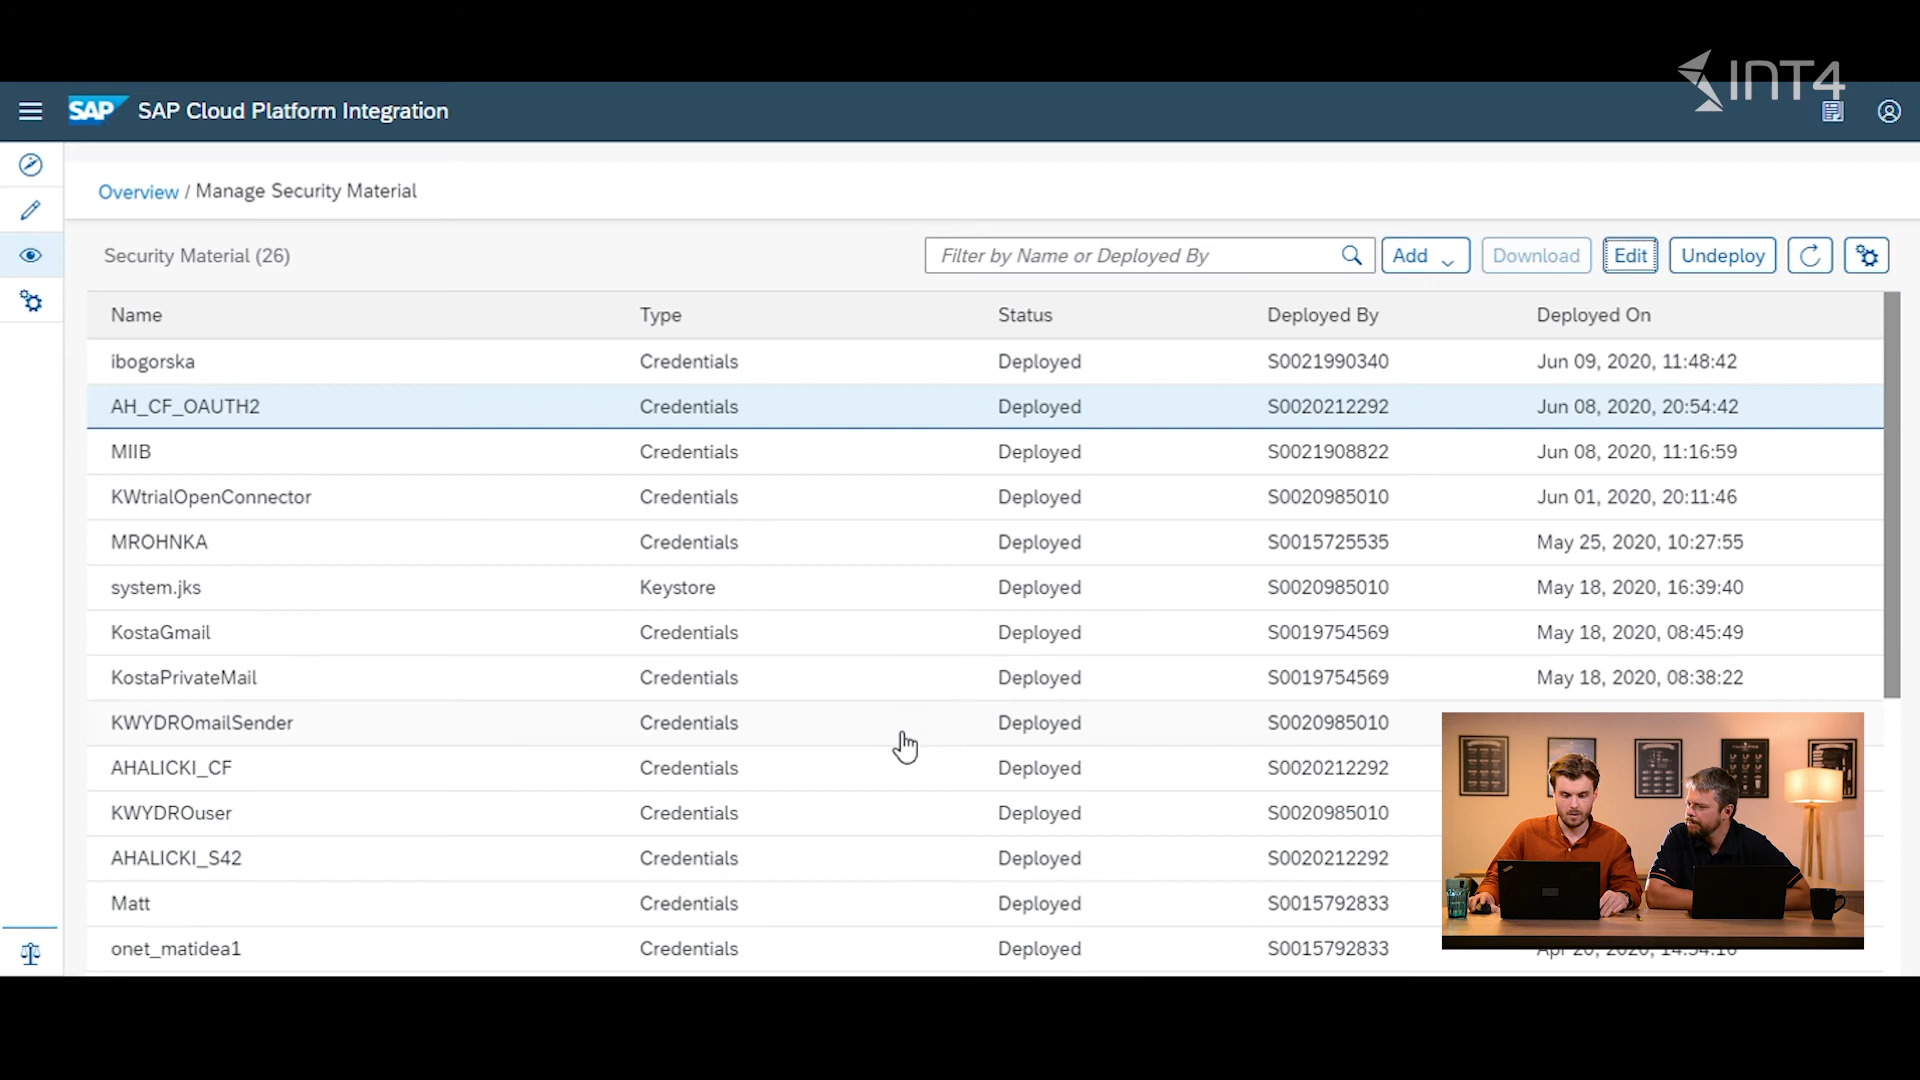 INT4
SAP SAP Cloud Platform Integration
Overview / Manage Security Material
Security Material (26) Filter by Name or Deployed By Add Download Edit Undeploy
Name Type Status Deployed By Deployed On
ibogorska Credentials Deployed S0021990340 Jun 09, 2020, 11:48:42
AH_CF_OAUTH2 Credentials Deployed S0020212292 Jun 08, 2020, 20:54:42
MIIB Credentials Deployed S0021908822 Jun 08, 2020, 11:16:59
KWtrialOpenConnector Credentials Deployed S0020985010 Jun 01, 2020, 20:11:46
MROHNKA Credentials Deployed S0015725535 May 25, 2020, 10:27:55
system.jks Keystore Deployed S0020985010 May 18, 2020, 16:39:40
KostaGmail Credentials Deployed S0019754569 May 18, 2020, 08:45:49
KostaPrivateMail Credentials Deployed S0019754569 May 18, 2020, 08:38:22
KWYDROmailSender Credentials Deployed S0020985010
AHALICKI_CF Credentials Deployed S0020212292
KWYDROuser Credentials Deployed S0020985010
AHALICKI_S42 Credentials Deployed S0020212292
Matt Credentials Deployed S0015792833
onet_matidea1 Credentials Deployed S0015792833